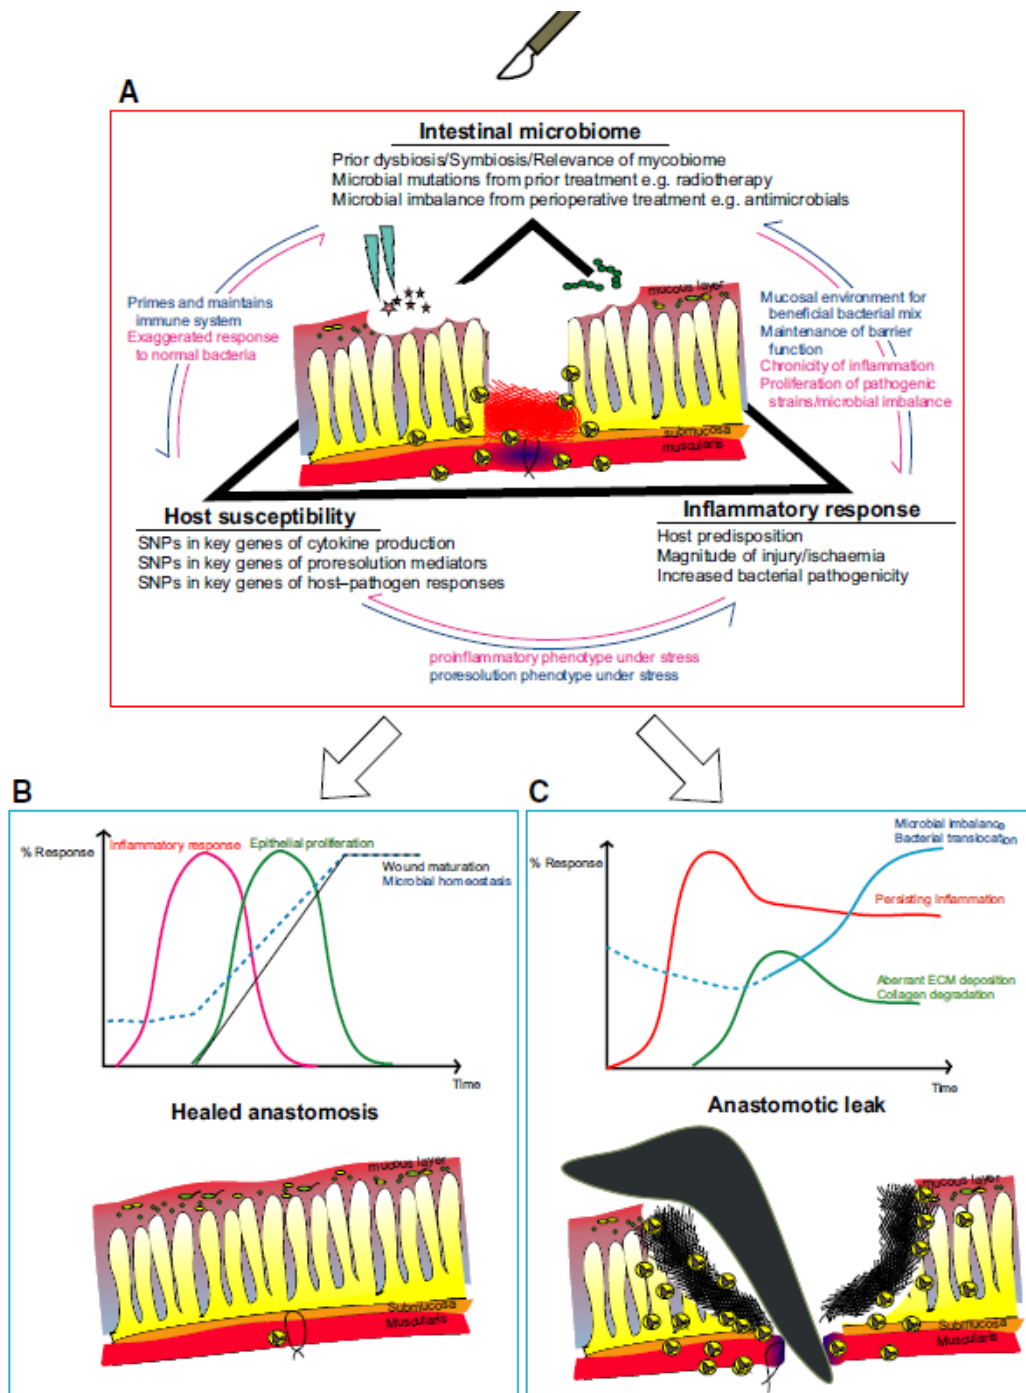 A
Intestinal microbiome
Prior dysbiosis/Symbiosis/Relevance of mycobiome
Microbial mutations from prior treatment e.g. radiotherapy
Microbial imbalance from perioperative treatment e.g. antimicrobials
Primes and maintains
immune system
Exaggerated response
to normal bacteria
mucous layer
Mucosal environment for
beneficial bacterial mix
Maintenance of barrier
function
Chronicity of inflammation
Proliferation of pathogenic
strains/microbial imbalance
submucosa
muscularis
Host susceptibility
SNPs in key genes of cytokine production
SNPs in key genes of proresolution mediators
SNPs in key genes of host–pathogen responses
Inflammatory response
Host predisposition
Magnitude of injury/ischaemia
Increased bacterial pathogenicity
proinflammatory phenotype under stress
proresolution phenotype under stress
B
% Response
Inflammatory response
Epithelial proliferation
Wound maturation
Microbial homeostasis
Time
Healed anastomosis
mucous layer
Submucosa
Muscularis
C
% Response
Microbial Imbalance
Bacterial translocation
Persisting Inflammation
Aberrant ECM deposition
Collagen degradation
Time
Anastomotic leak
mucous layer
Submucosa
Muscularis